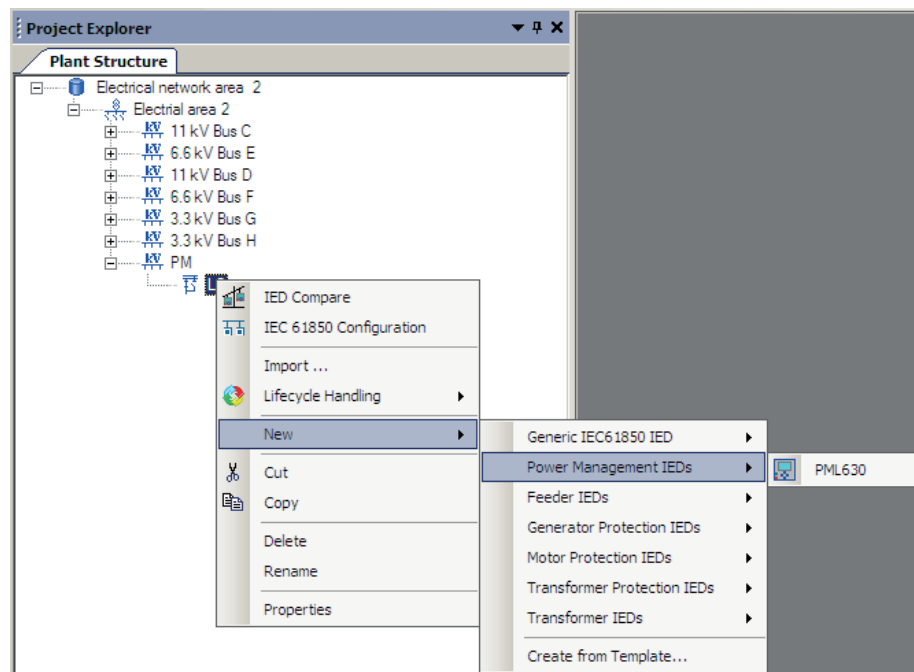 Project Explorer
Plant Structure
Electrical network area 2
Electrial area 2
11 kV Bus C
6.6 kV Bus E
11 kV Bus D
6.6 kV Bus F
3.3 kV Bus G
3.3 kV Bus H
PM
IED Compare
IEC 61850 Configuration
Import ...
Lifecycle Handling
New
Cut
Copy
Delete
Rename
Properties
Generic IEC61850 IED
Power Management IEDs
Feeder IEDs
Generator Protection IEDs
Motor Protection IEDs
Transformer Protection IEDs
Transformer IEDs
Create from Template...
PML630